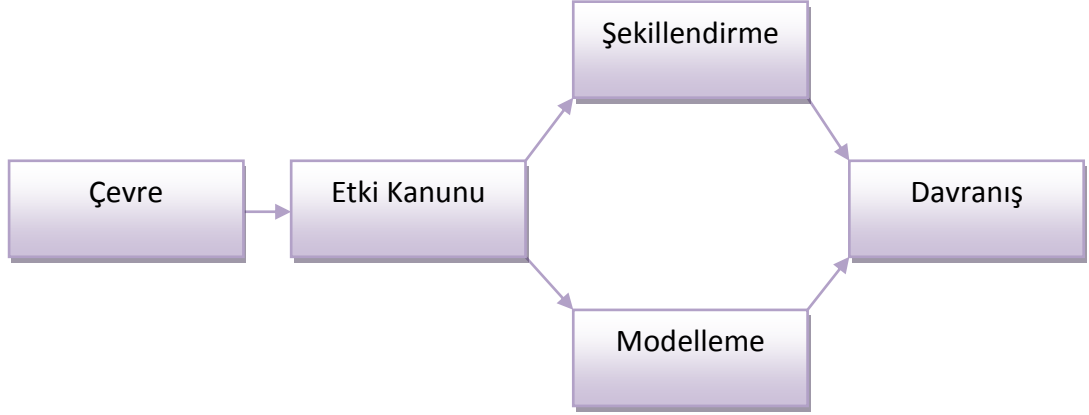 Şekillendirme
Çevre
Etki Kanunu
Davranış
Modelleme